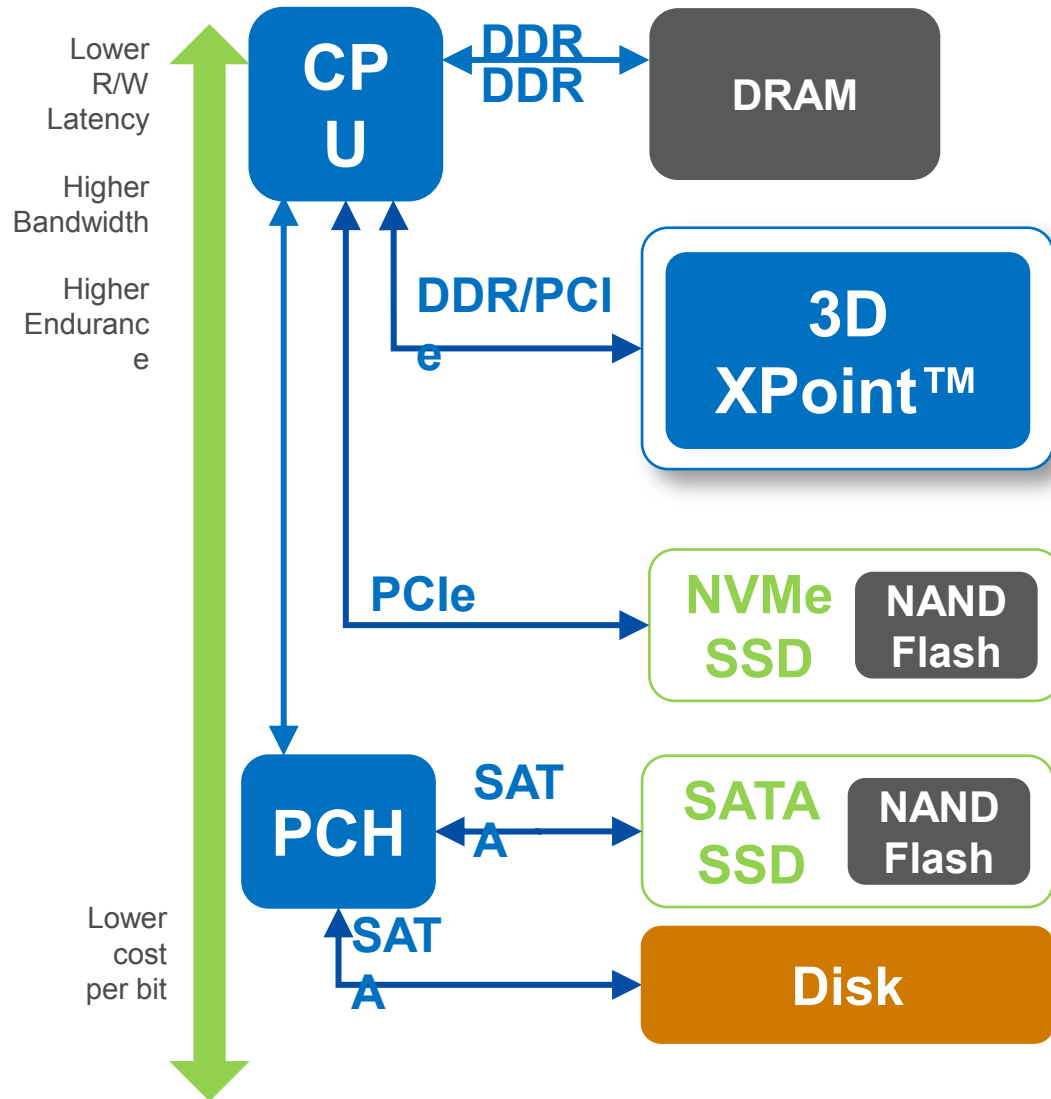 Lower
R/W
Latency
Higher
Bandwidth
Higher
Enduranc
e
CP
U
DDR
DDR
DRAM
DDR/PCI
e
3D
XPoint™
PCIe
NVMe
SSD
NAND
Flash
PCH
SAT
A
SATA
SSD
NAND
Flash
SAT
A
Disk
Lower
cost
per bit